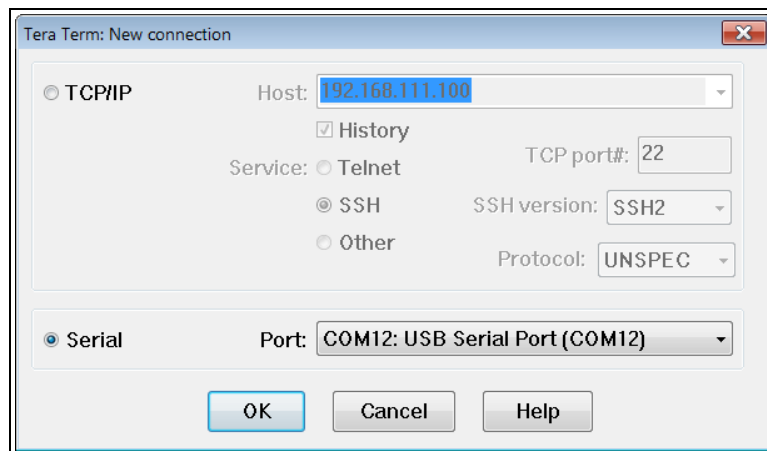 Tera Term: New connection
TCP/IP Host: 192.168.111.100
History
Service: Telnet TCP port#: 22
SSH SSH version: SSH2
Other Protocol: UNSPEC
Serial Port: COM12: USB Serial Port (COM12)
OK Cancel Help